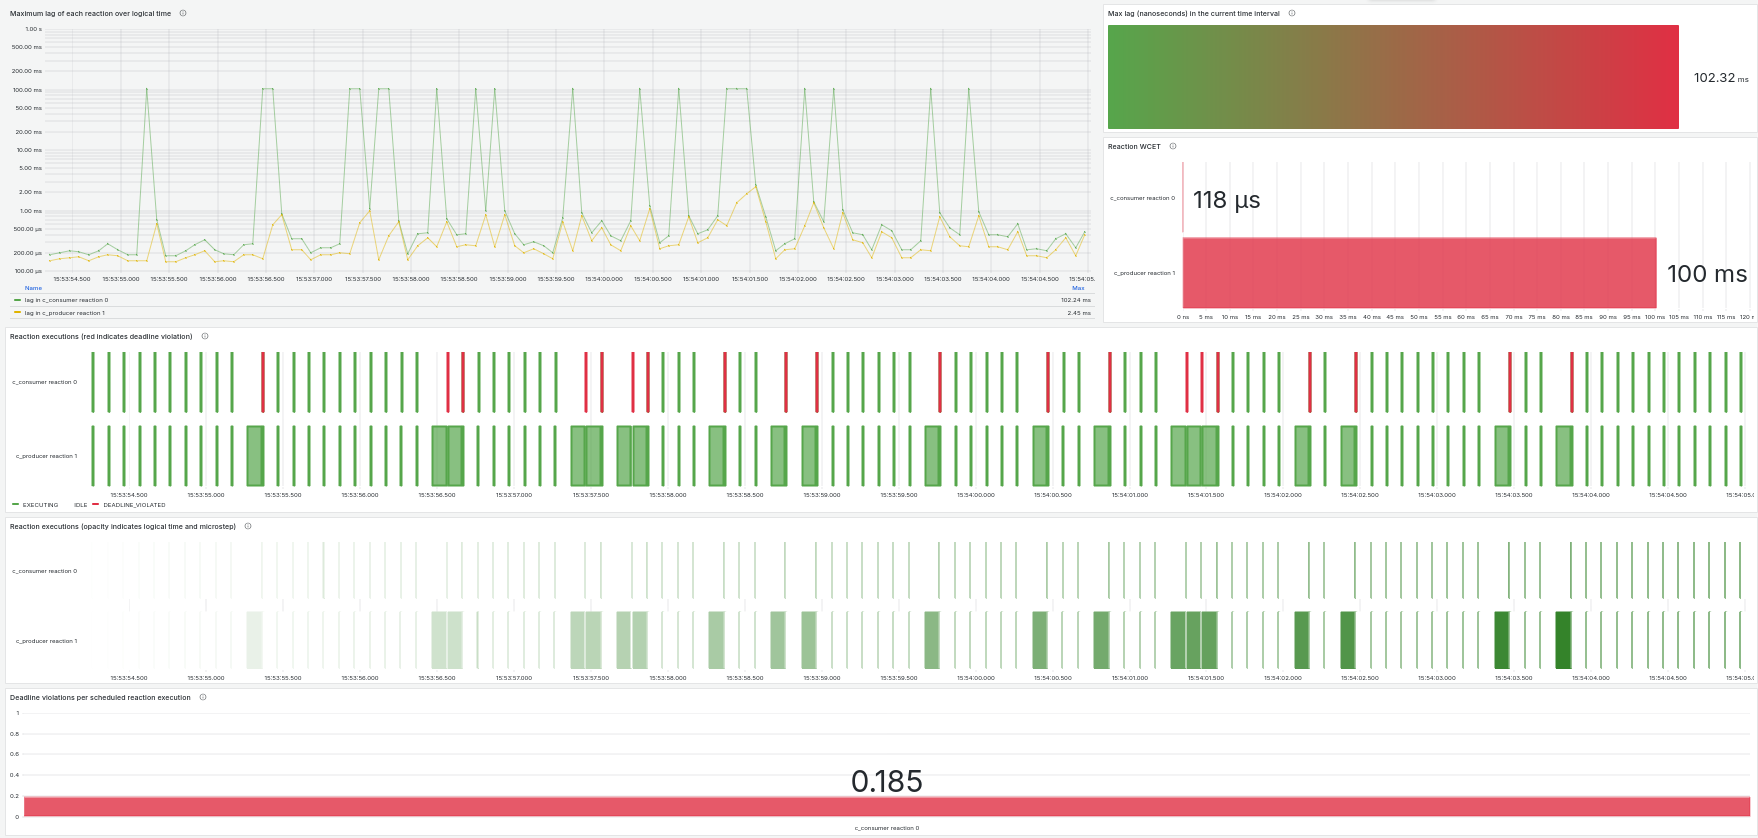 Maximum lag of each reaction over logical time
1.00 s
500.00 ms
200.00 ms
100.00 ms
50.00 ms
20.00 ms
10.00 ms
5.00 ms
2.00 ms
1.00 ms
500.00 µs
200.00 µs
100.00 µs
15:53:54.500 15:53:55.000 15:53:55.500 15:53:56.000 15:53:56.500 15:53:57.000 15:53:57.500 15:53:58.000 15:53:58.500 15:53:59.000 15:53:59.500 15:54:00.000 15:54:00.500 15:54:01.000 15:54:01.500 15:54:02.000 15:54:02.500 15:54:03.000 15:54:03.500 15:54:04.000 15:54:04.500 15:54:05.
Name Max
lag in c_consumer reaction 0 102.24 ms
lag in c_producer reaction 1 2.45 ms
Max lag (nanoseconds) in the current time interval
102.32 ms
Reaction WCET
c_consumer reaction 0 118 µs
c_producer reaction 1 100 ms
0 ns 5 ms 10 ms 15 ms 20 ms 25 ms 30 ms 35 ms 40 ms 45 ms 50 ms 55 ms 60 ms 65 ms 70 ms 75 ms 80 ms 85 ms 90 ms 95 ms 100 ms 105 ms 110 ms 115 ms 120 r
Reaction executions (red indicates deadline violation)
c_consumer reaction 0
c_producer reaction 1
15:53:54.500 15:53:55.000 15:53:55.500 15:53:56.000 15:53:56.500 15:53:57.000 15:53:57.500 15:53:58.000 15:53:58.500 15:53:59.000 15:53:59.500 15:54:00.000 15:54:00.500 15:54:01.000 15:54:01.500 15:54:02.000 15:54:02.500 15:54:03.000 15:54:03.500 15:54:04.000 15:54:04.500 15:54:05.(
EXECUTING IDLE DEADLINE_VIOLATED
Reaction executions (opacity indicates logical time and microstep)
c_consumer reaction 0
c_producer reaction 1
15:53:54.500 15:53:55.000 15:53:55.500 15:53:56.000 15:53:56.500 15:53:57.000 15:53:57.500 15:53:58.000 15:53:58.500 15:53:59.000 15:53:59.500 15:54:00.000 15:54:00.500 15:54:01.000 15:54:01.500 15:54:02.000 15:54:02.500 15:54:03.000 15:54:03.500 15:54:04.000 15:54:04.500 15:54:05.(
Deadline violations per scheduled reaction execution
1
0.8
0.6
0.4
0.2
0
0.185
c_consumer reaction 0